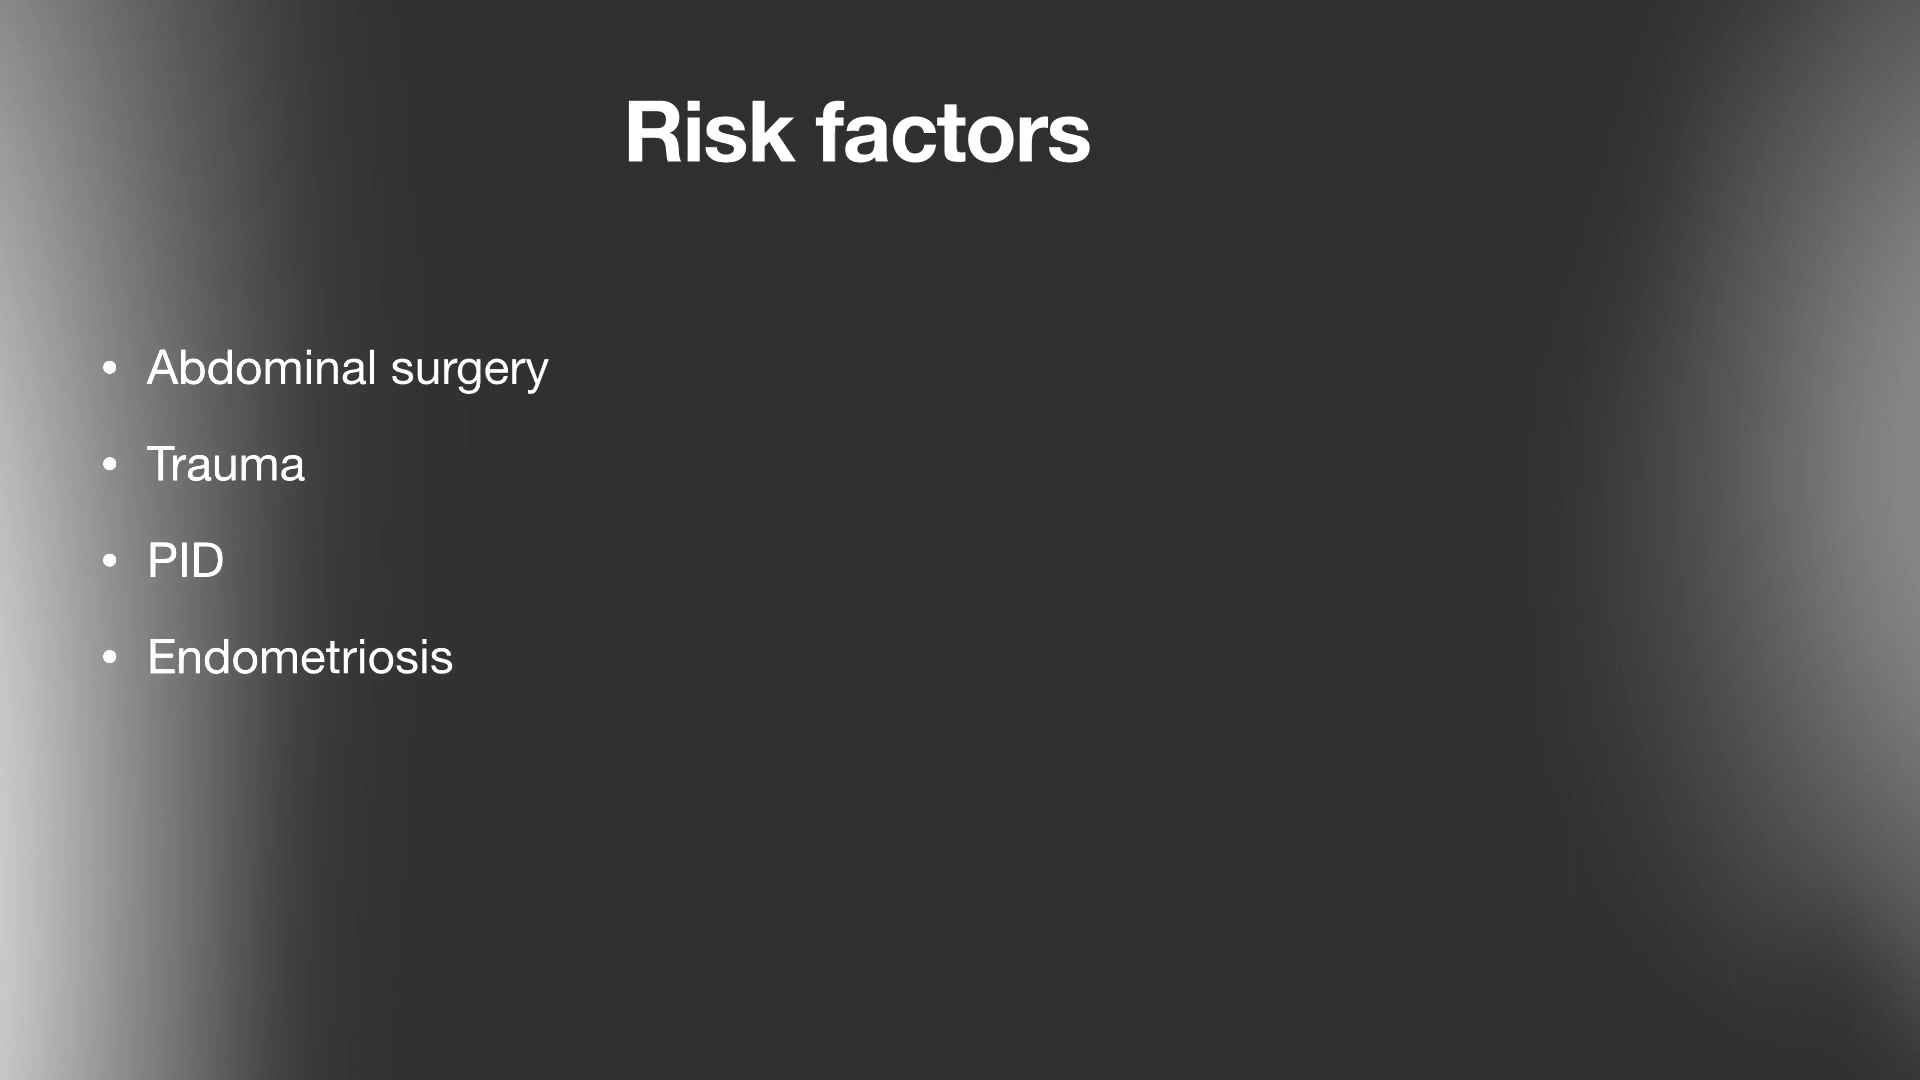 Risk factors
• Abdominal surgery
• Trauma
• PID
• Endometriosis